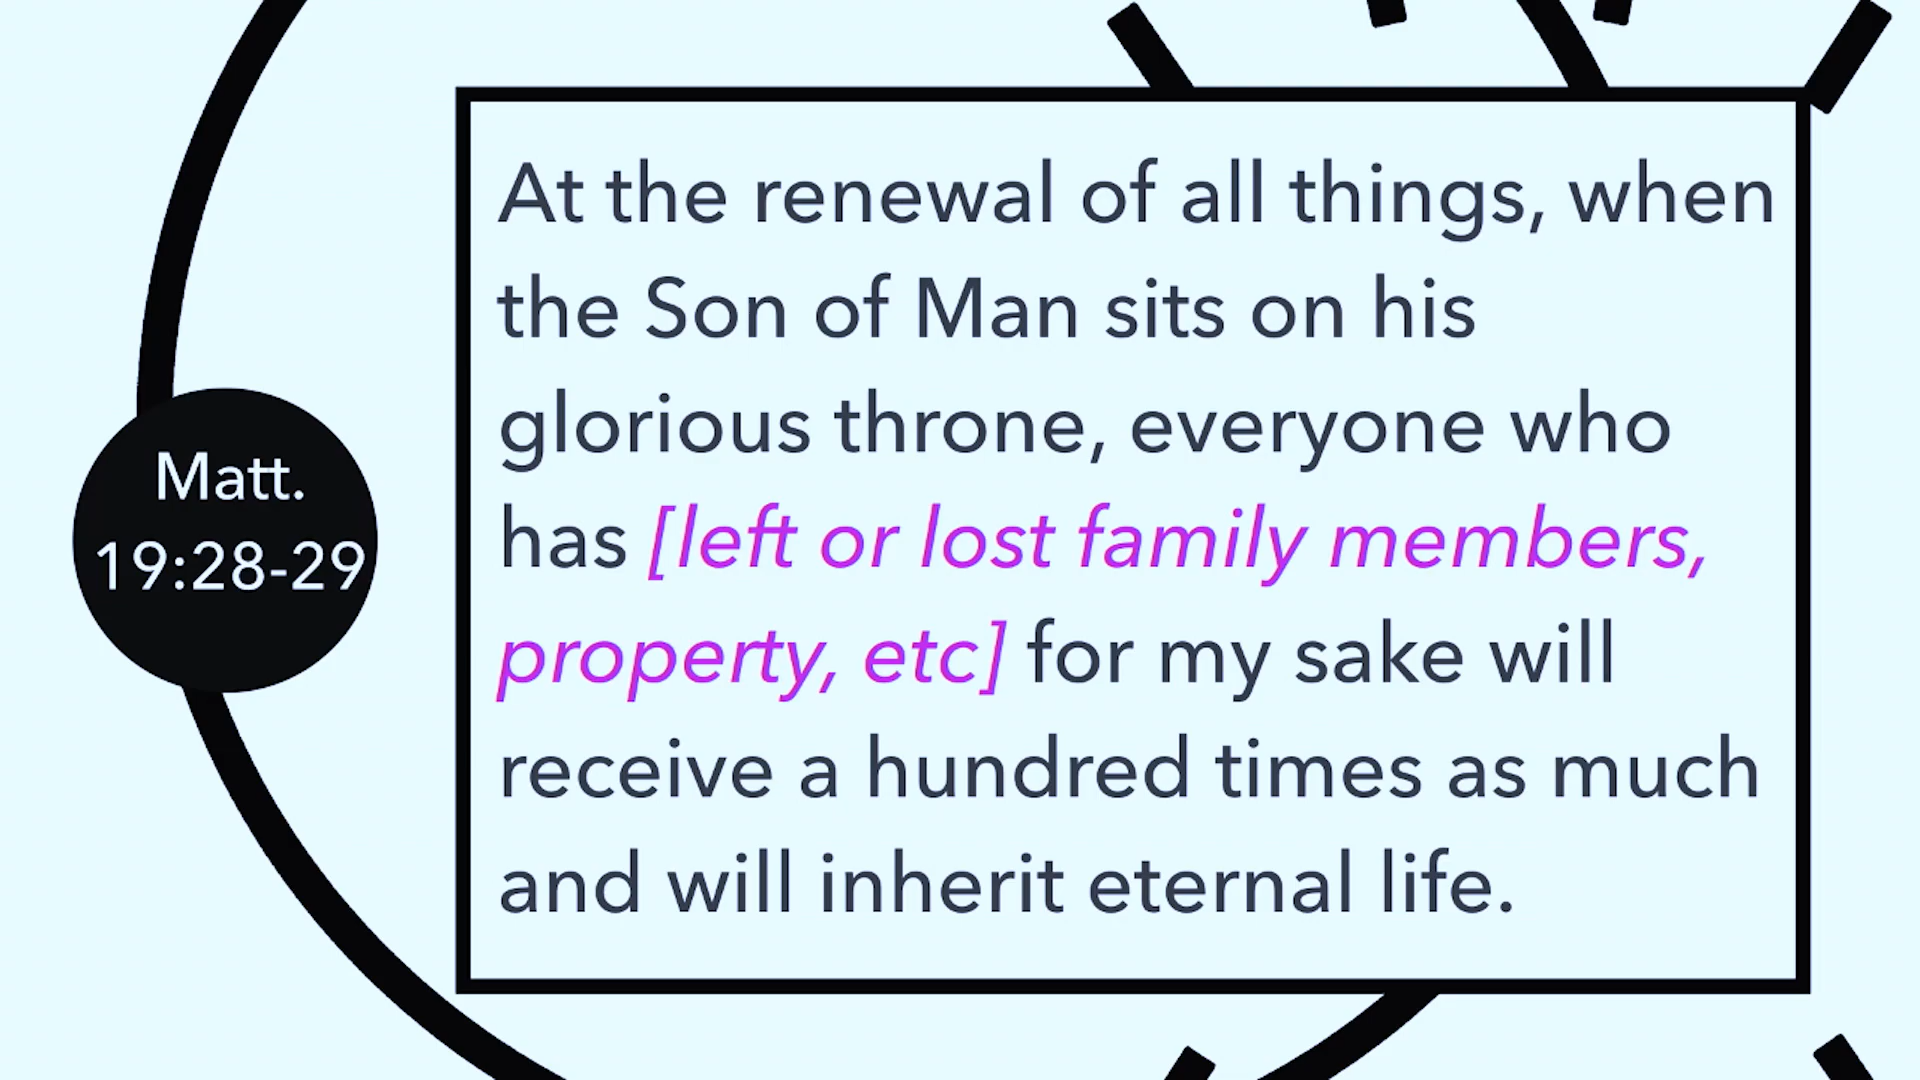 Matt.
19:28-29
At the renewal of all things, when
the Son of Man sits on his
glorious throne, everyone who
has [left or lost family members,
property, etc] for my sake will
receive a hundred times as much
and will inherit eternal life.